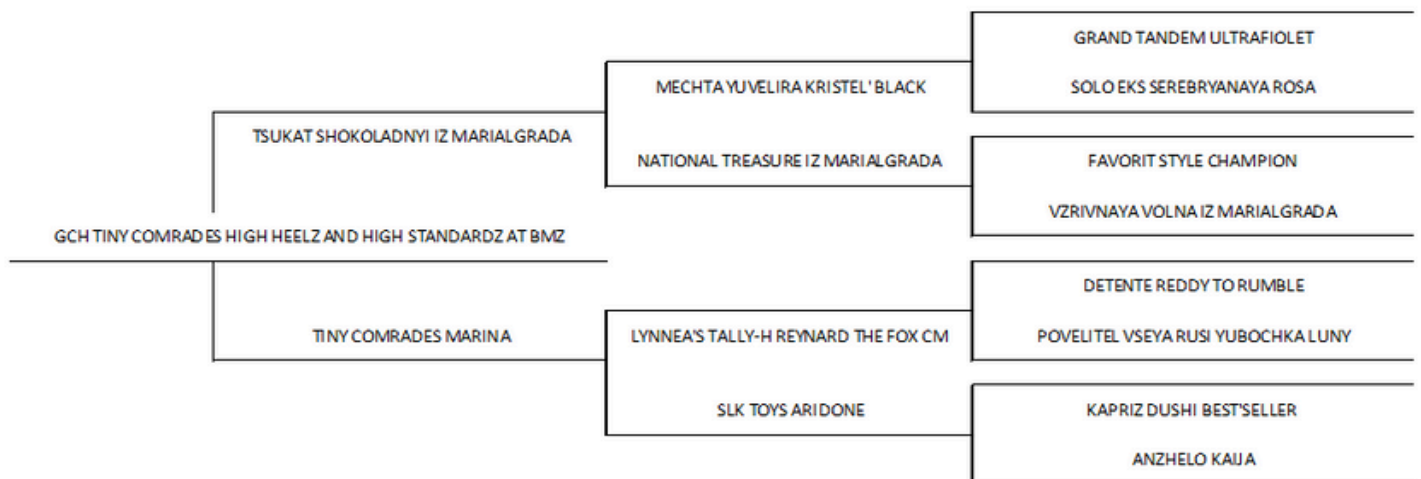 GRAND TANDEM ULTRAFIOLET
MECHTA YUVELIRA KRISTEL' BLACK
SOLO EKS SEREBRYANAYA ROSA
TSUKAT SHOKOLADNYI IZ MARIALGRADA
NATIONAL TREASURE IZ MARIALGRADA
FAVORIT STYLE CHAMPION
VZRIVNAYA VOLNA IZ MARIALGRADA
GCH TINY COMRADES HIGH HEELZ AND HIGH STANDARDZ AT BMZ
DETENTE REDDY TO RUMBLE
TINY COMRADES MARINA
LYNNEA'S TALLY-H REYNARD THE FOX CM
POVELITEL VSEYA RUSI YUBOCHKA LUNY
SLK TOYS ARIDONE
KAPRIZ DUSHI BEST'SELLER
ANZHELO KAIJA